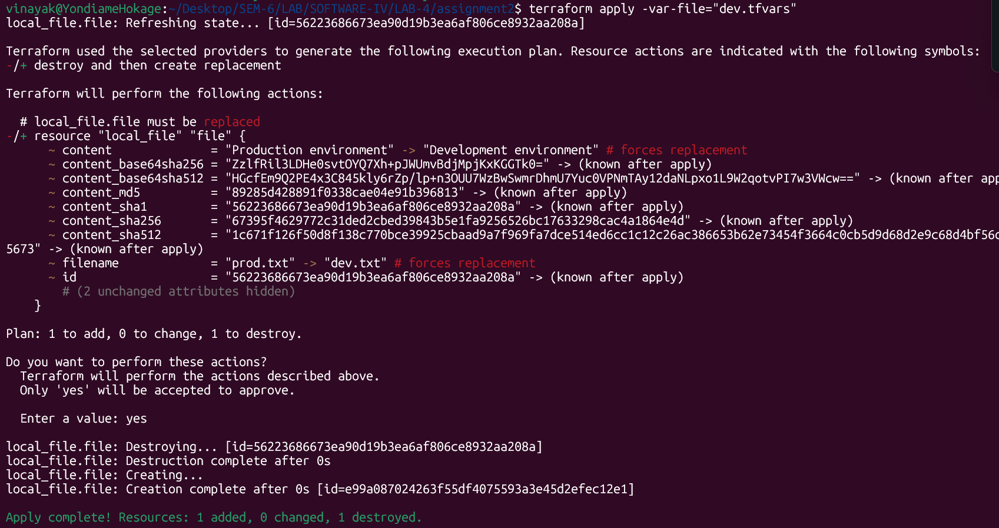 vinayak@YondiameHokage:~/Desktop/SEM-6/LAB/SOFTWARE-IV/LAB-4/assignment2$ terraform apply -var-file="dev.tfvars"
local_file.file: Refreshing state... [id=56223686673ea90d19b3ea6af806ce8932aa208a]
Terraform used the selected providers to generate the following execution plan. Resource actions are indicated with the following symbols:
-/+ destroy and then create replacement
Terraform will perform the following actions:
# local_file.file must be replaced
-/+ resource "local_file" "file" {
~ content = "Production environment" -> "Development environment" # forces replacement
~ content_base64sha256 = "ZzlfRil3LDHe0svtOYQ7Xh+pJWUmvBdjMpjKxKGGTk0=" -> (known after apply)
~ content_base64sha512 = "HGcfEm9Q2PE4x3C845kly6rZp/lp+n3OUU7WzBwSwmrDhmU7Yuc0VPNmTAy12daNLpxo1L9W2qotvPI7w3VWcw==" -> (known after app
~ content_md5 = "89285d428891f0338cae04e91b396813" -> (known after apply)
~ content_sha1 = "56223686673ea90d19b3ea6af806ce8932aa208a" -> (known after apply)
~ content_sha256 = "67395f4629772c31ded2cbed39843b5e1fa9256526bc17633298cac4a1864e4d" -> (known after apply)
~ content_sha512 = "1c671f126f50d8f138c770bce39925cbaad9a7f969fa7dce514ed6cc1c12c26ac386653b62e73454f3664c0cb5d9d68d2e9c68d4bf56d
5673" -> (known after apply)
~ filename = "prod.txt" -> "dev.txt" # forces replacement
~ id = "56223686673ea90d19b3ea6af806ce8932aa208a" -> (known after apply)
# (2 unchanged attributes hidden)
}
Plan: 1 to add, 0 to change, 1 to destroy.
Do you want to perform these actions?
Terraform will perform the actions described above.
Only 'yes' will be accepted to approve.
Enter a value: yes
local_file.file: Destroying... [id=56223686673ea90d19b3ea6af806ce8932aa208a]
local_file.file: Destruction complete after 0s
local_file.file: Creating...
local_file.file: Creation complete after 0s [id=e99a087024263f55df4075593a3e45d2efec12e1]
Apply complete! Resources: 1 added, 0 changed, 1 destroyed.